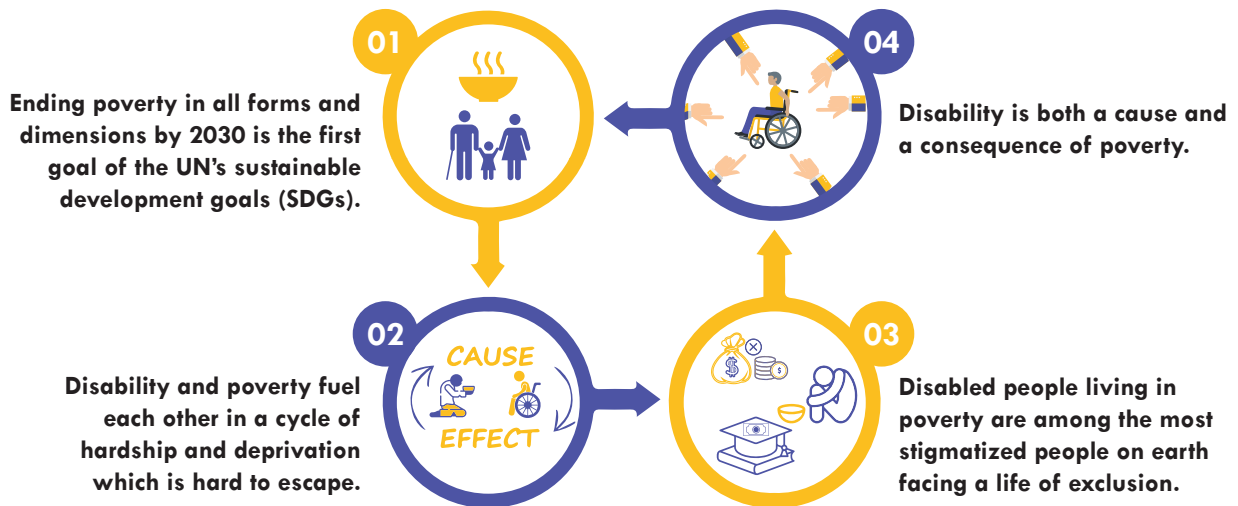 01
Ending poverty in all forms and
dimensions by 2030 is the first
goal of the UN’s sustainable
development goals (SDGs).
02
CAUSE
EFFECT
Disability and poverty fuel
each other in a cycle of
hardship and deprivation
which is hard to escape.
03
$
$
Disabled people living in
poverty are among the most
stigmatized people on earth
facing a life of exclusion.
04
Disability is both a cause and
a consequence of poverty.